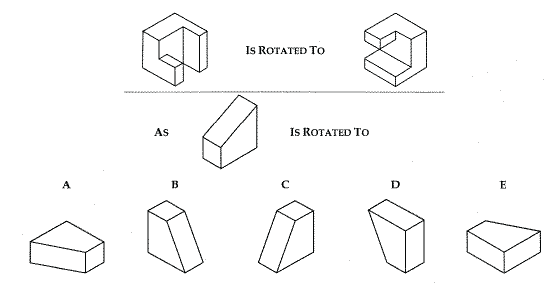 IS ROTATED TO
AS IS ROTATED TO
A B C D E